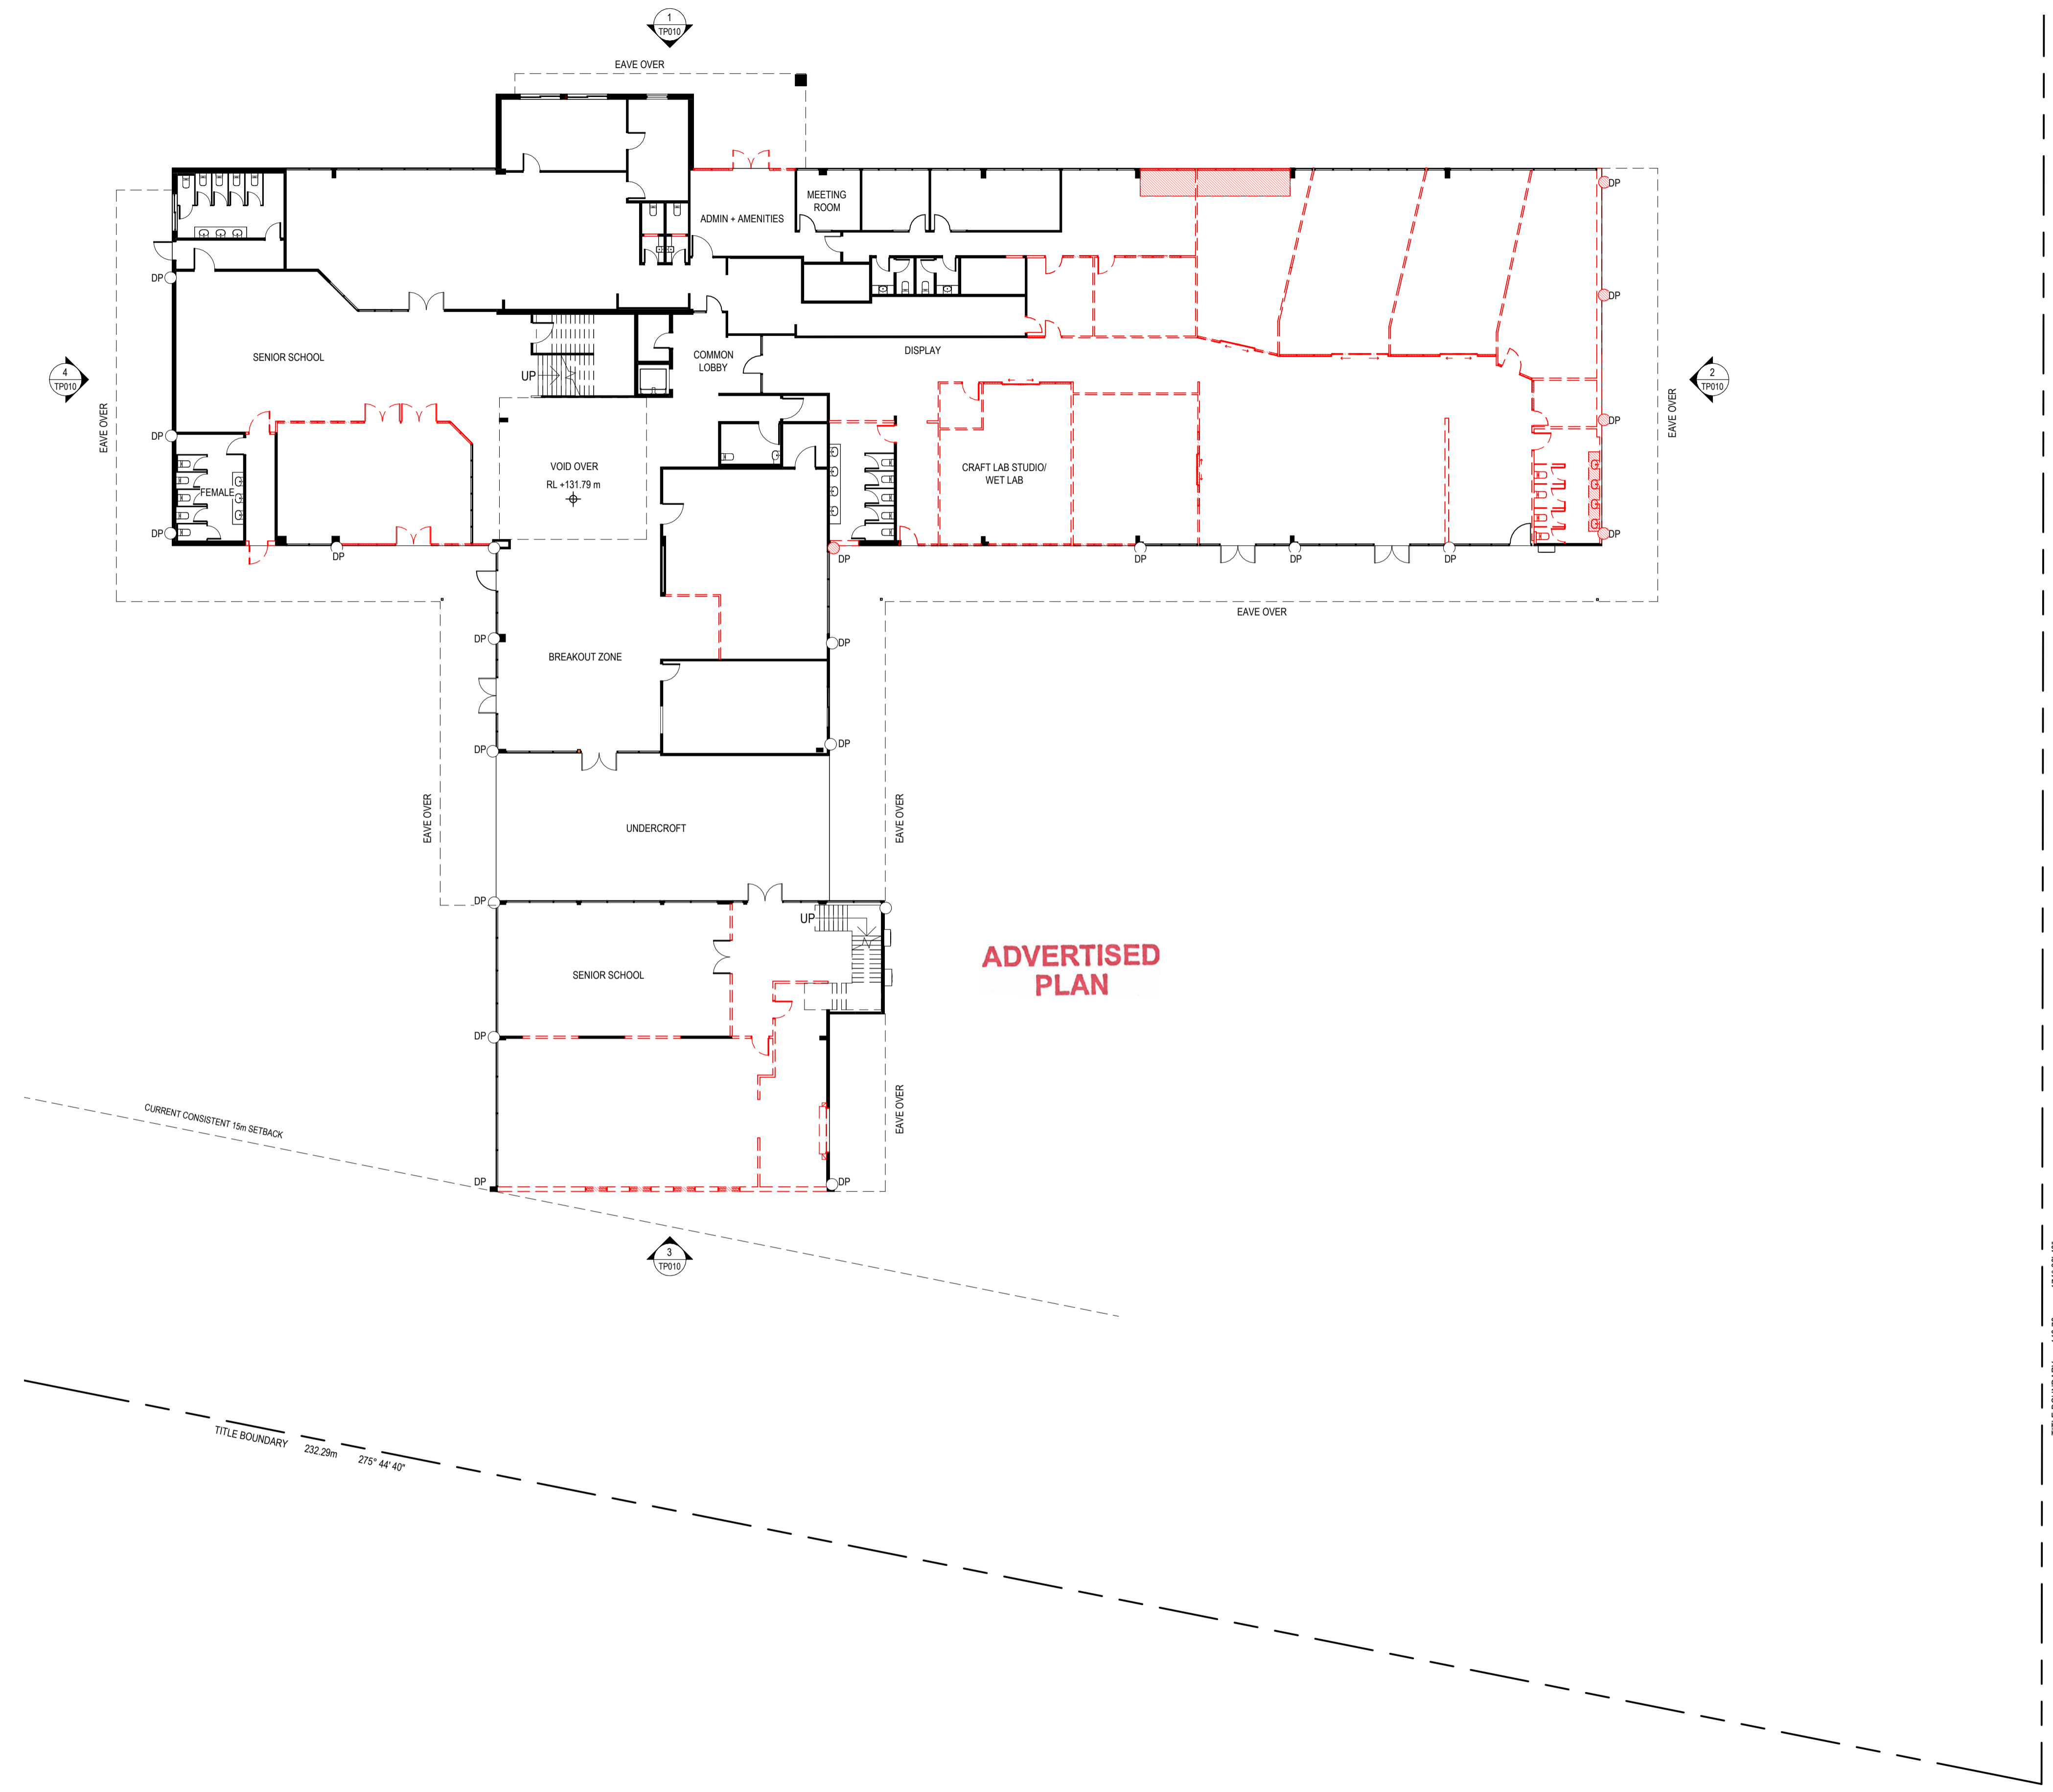 1
TP010
EAVE OVER
MEETING
ROOM
ADMIN + AMENITIES
DP
DP
DP
SENIOR SCHOOL
COMMON
LOBBY
DISPLAY
UP
4
TP010
2
TP010
EAVE OVER
EAVE OVER
DP
DP
VOID OVER
RL +131.79 m
CRAFT LAB STUDIO/
WET LAB
FEMALE
DP
DP
DP
DP
DP
DP
DP
EAVE OVER
DP
DP
BREAKOUT ZONE
DP
DP
EAVE OVER
EAVE OVER
UNDERCROFT
DP
UP
SENIOR SCHOOL
ADVERTISED
PLAN
DP
EAVE OVER
CURRENT CONSISTENT 15m SETBACK
DP
DP
3
TP010
TITLE BOUNDARY 232.29m 275° 44' 40"